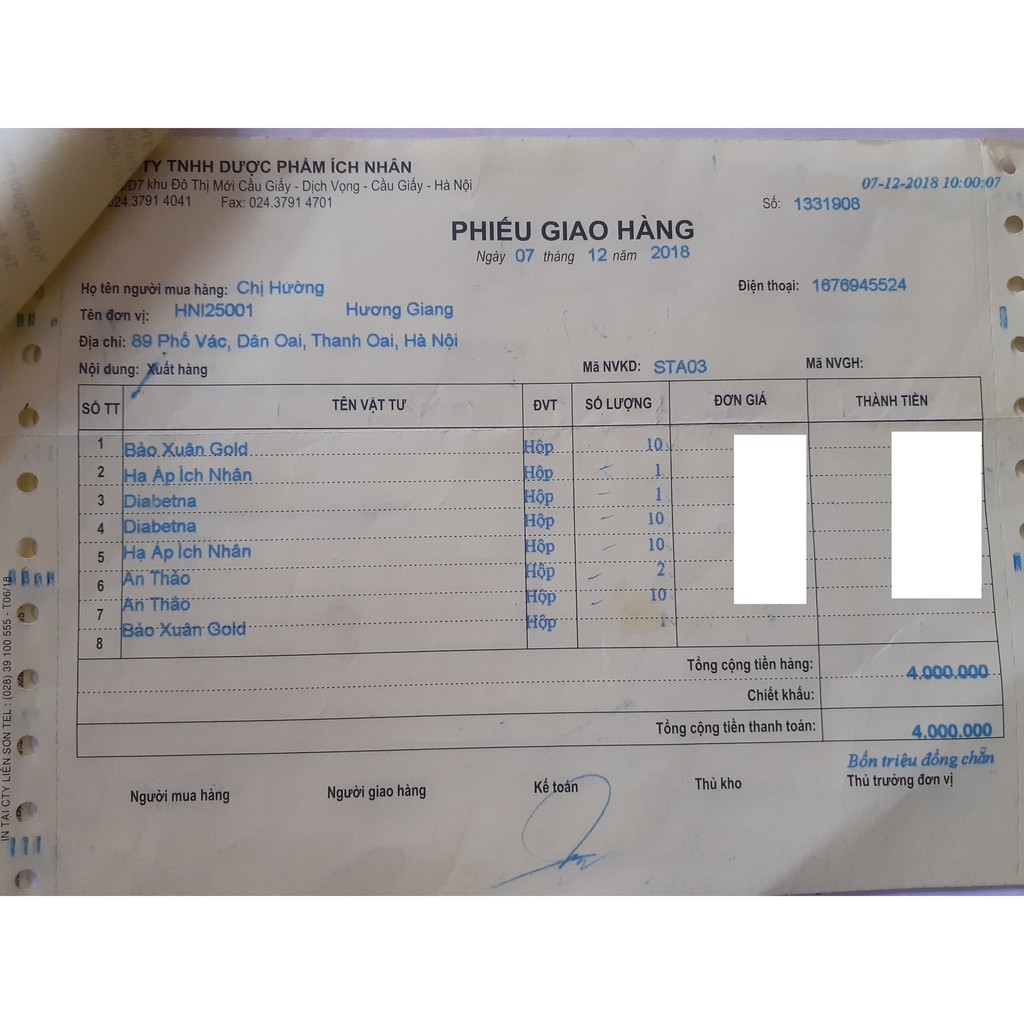 TY TNHH DƯỢC PHẨM ÍCH NHÂN
/D7 khu Đô Thị Mới Cầu Giấy - Dịch Vọng - Cầu Giấy - Hà Nội
024.3791 4041 Fax: 024.3791 4701
07-12-2018 10:00:07
Số: 1331908
PHIẾU GIAO HÀNG
Ngày 07 tháng 12 năm 2018
Họ tên người mua hàng: Chị Hường Điện thoại: 1676945524
Tên đơn vị: HNI25001 Hương Giang
Địa chỉ: 89 Phố Vác, Dân Oai, Thanh Oai, Hà Nội
Nội dung: Xuất hàng Mã NVKD: STA03 Mã NVGH:
SỐ TT TÊN VẬT TƯ ĐVT SỐ LƯỢNG ĐƠN GIÁ THÀNH TIỀN
1 Bảo Xuân Gold Hộp 10
2 Hạ Áp Ích Nhân Hộp 1
3 Diabetna Hộp 1
4 Diabetna Hộp 10
5 Hạ Áp Ích Nhân Hộp 10
6 An Thảo Hộp 2
7 An Thảo Hộp 10
8 Bảo Xuân Gold Hộp 1
Tổng cộng tiền hàng: 4.000.000
Chiết khấu:
Tổng cộng tiền thanh toán: 4.000.000
Bốn triệu đồng chẵn
Người mua hàng Người giao hàng Kế toán Thủ kho Thủ trưởng đơn vị
IN TẠI CTY LIÊN SƠN TEL : (028) 39 100 555 - T06/18